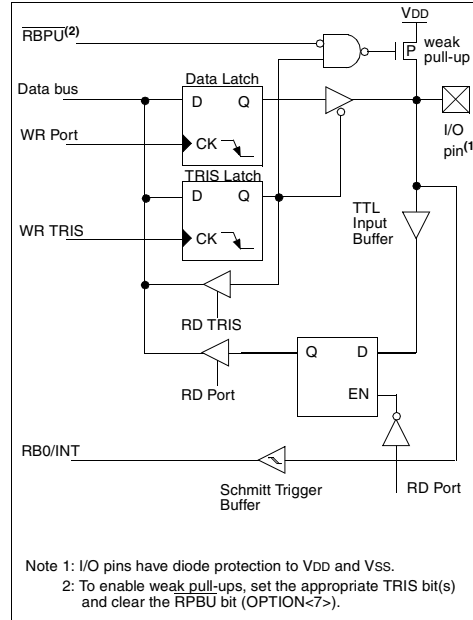 VDD
RBPU(2)
P
weak
pull-up
Data bus
Data Latch
D Q
WR Port
CK
I/O
pin(1
TRIS Latch
D Q
WR TRIS
CK
TTL
Input
Buffer
RD TRIS
Q D
RD Port
EN
RB0/INT
Schmitt Trigger
Buffer
RD Port
Note 1: I/O pins have diode protection to VDD and VSS.
2: To enable weak pull-ups, set the appropriate TRIS bit(s)
and clear the RPBU bit (OPTION<7>).